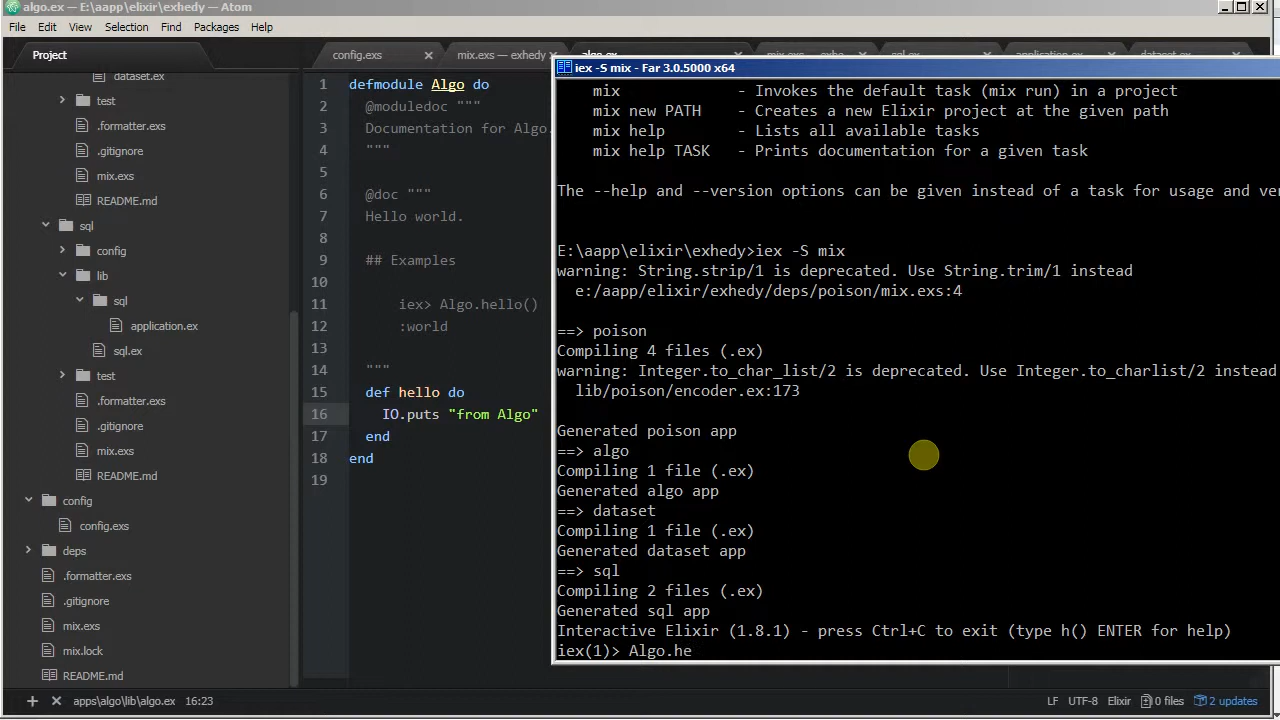 algo.ex — E:\aapp\elixir\exhedy — Atom
File Edit View Selection Find Packages Help
Project
dataset.ex
test
.formatter.exs
.gitignore
mix.exs
README.md
sql
config
lib
sql
application.ex
sql.ex
test
.formatter.exs
.gitignore
mix.exs
README.md
config
config.exs
deps
.formatter.exs
.gitignore
mix.exs
mix.lock
README.md
config.exs
mix.exs — exhedy
1 defmodule Algo do
2 @moduledoc """
3 Documentation for Algo.
4 """
5
6 @doc """
7 Hello world.
8
9 ## Examples
10
11 iex> Algo.hello()
12 :world
13
14 """
15 def hello do
16 IO.puts "from Algo"
17 end
18 end
19
iex -S mix - Far 3.0.5000 x64
mix - Invokes the default task (mix run) in a project
mix new PATH - Creates a new Elixir project at the given path
mix help - Lists all available tasks
mix help TASK - Prints documentation for a given task
The --help and --version options can be given instead of a task for usage and
E:\aapp\elixir\exhedy>iex -S mix
warning: String.strip/1 is deprecated. Use String.trim/1 instead
e:/aapp/elixir/exhedy/deps/poison/mix.exs:4
==> poison
Compiling 4 files (.ex)
warning: Integer.to_char_list/2 is deprecated. Use Integer.to_charlist/2 instead
lib/poison/encoder.ex:173
Generated poison app
==> algo
Compiling 1 file (.ex)
Generated algo app
==> dataset
Compiling 1 file (.ex)
Generated dataset app
==> sql
Compiling 2 files (.ex)
Generated sql app
Interactive Elixir (1.8.1) - press Ctrl+C to exit (type h() ENTER for help)
iex(1)> Algo.he
apps\algo\lib\algo.ex 16:23
LF UTF-8 Elixir 0 files 2 updates